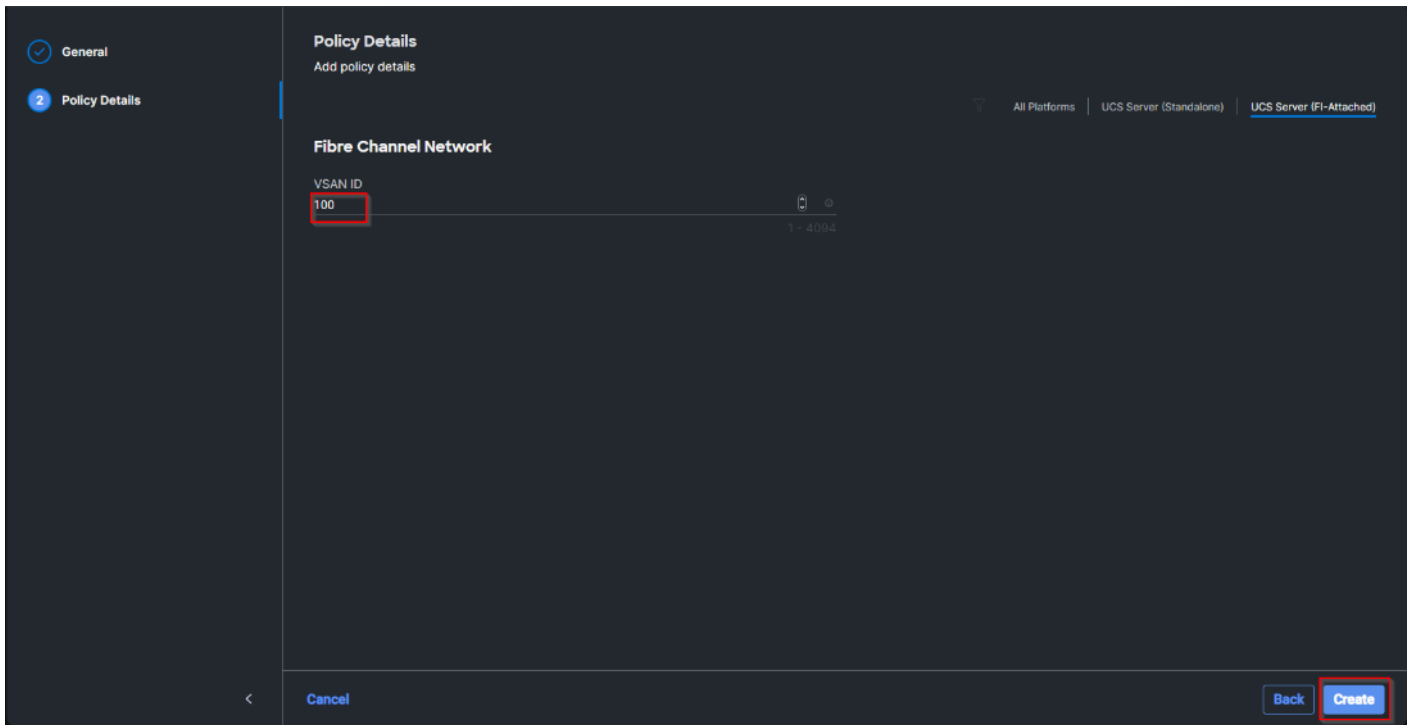 General
2 Policy Details
Policy Details
Add policy details
All Platforms UCS Server (Standalone) UCS Server (FI-Attached)
Fibre Channel Network
VSAN ID
100
1 - 4094
Cancel
Back Create